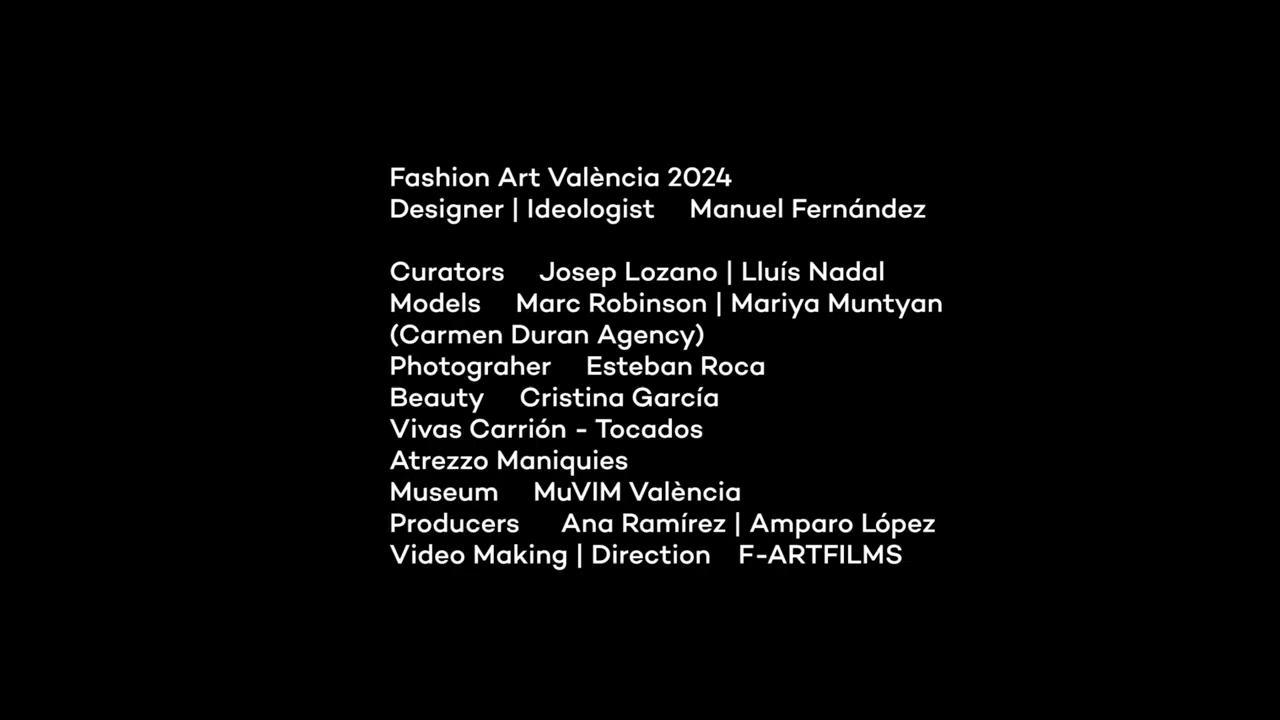 Fashion Art València 2024
Designer | Ideologist Manuel Fernández
Curators Josep Lozano | Lluís Nadal
Models Marc Robinson | Mariya Muntyan
(Carmen Duran Agency)
Photograher Esteban Roca
Beauty Cristina García
Vivas Carrión - Tocados
Atrezzo Maniquies
Museum MuVIM València
Producers Ana Ramírez | Amparo López
Video Making | Direction F-ARTFILMS